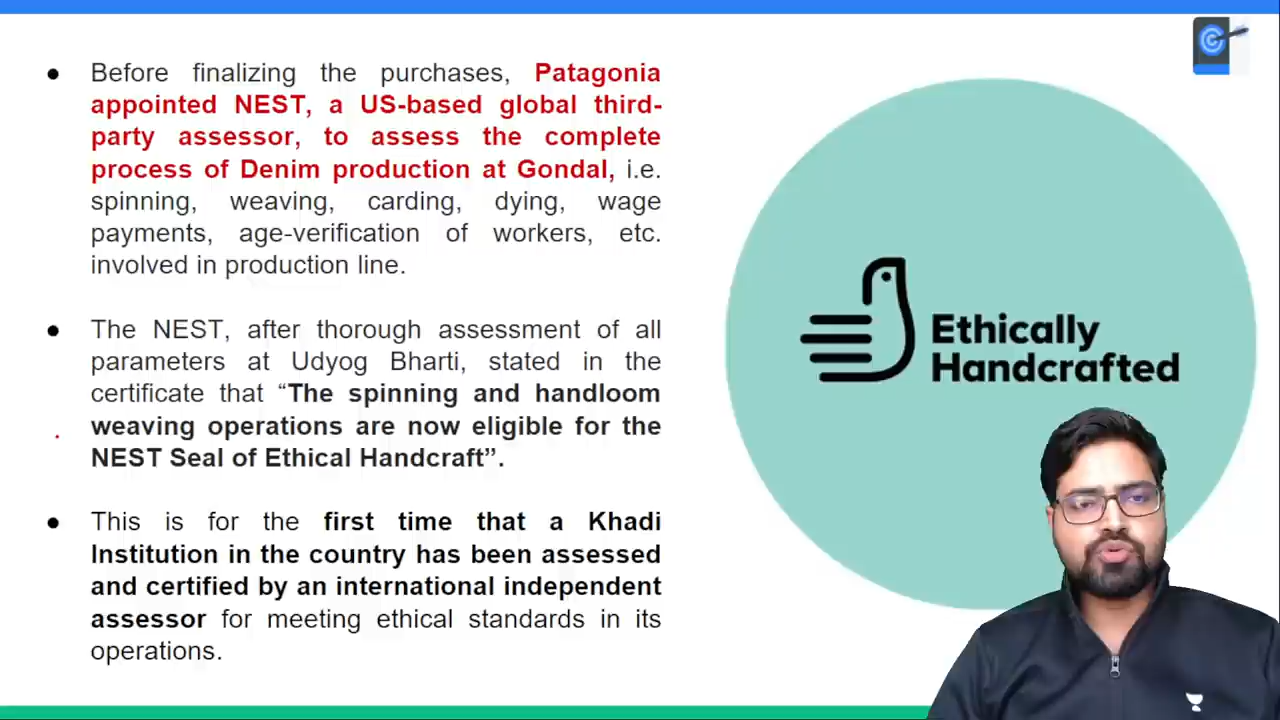 ● Before finalizing the purchases, Patagonia
appointed NEST, a US-based global third-
party assessor, to assess the complete
process of Denim production at Gondal, i.e.
spinning, weaving, carding, dying, wage
payments, age-verification of workers, etc.
involved in production line.
● The NEST, after thorough assessment of all
parameters at Udyog Bharti, stated in the
certificate that “The spinning and handloom
weaving operations are now eligible for the
NEST Seal of Ethical Handcraft”.
● This is for the first time that a Khadi
Institution in the country has been assessed
and certified by an international independent
assessor for meeting ethical standards in its
operations.
Ethically
Handcrafted